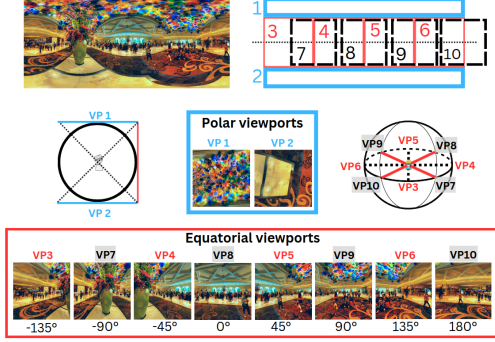 1
3
4
5
6
7
8
9
10
2
VP 1
VP 2
Polar viewports
VP 1
VP 2
VP5
VP9
VP8
VP6
VP4
VP10
VP7
VP3
Equatorial viewports
VP3 VP7 VP4 VP8 VP5 VP9 VP6 VP10
-135° -90° -45° 0° 45° 90° 135° 180°